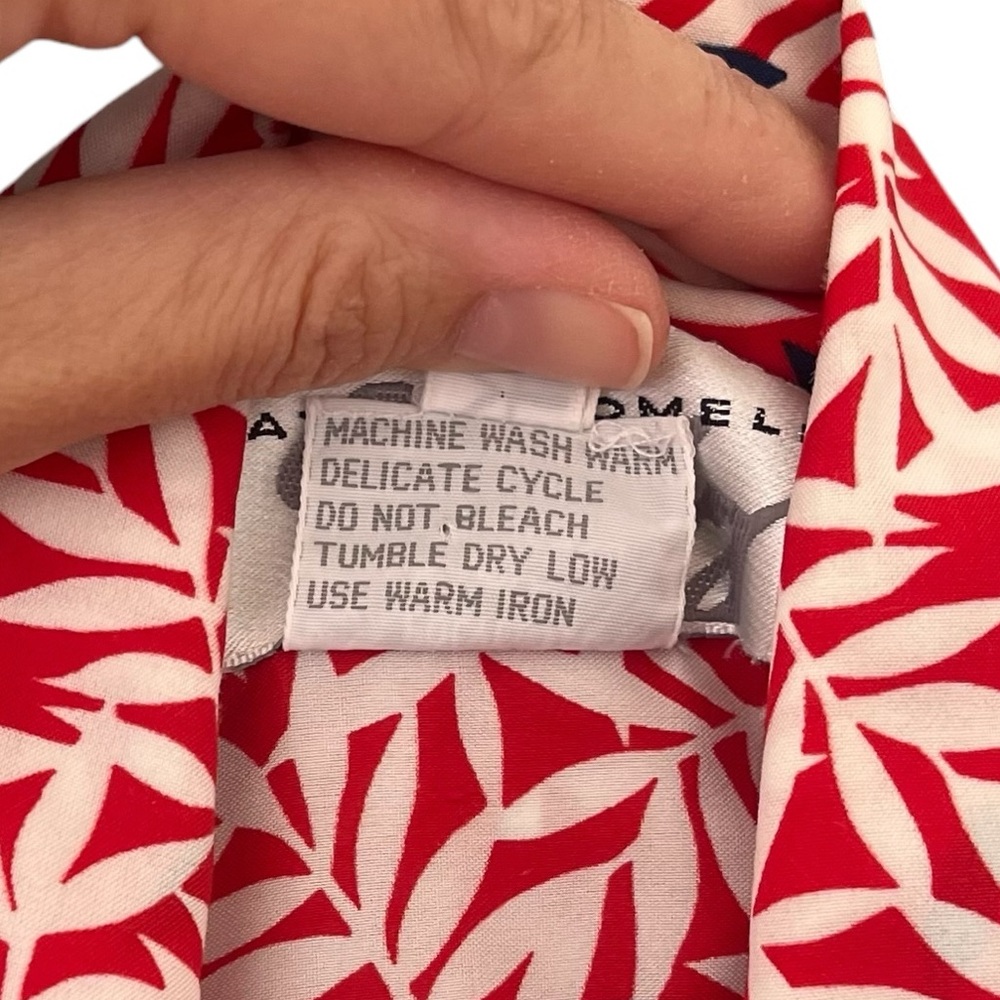 MACHINE WASH WARM
DELICATE CYCLE
DO NOT BLEACH
TUMBLE DRY LOW
USE WARM IRON